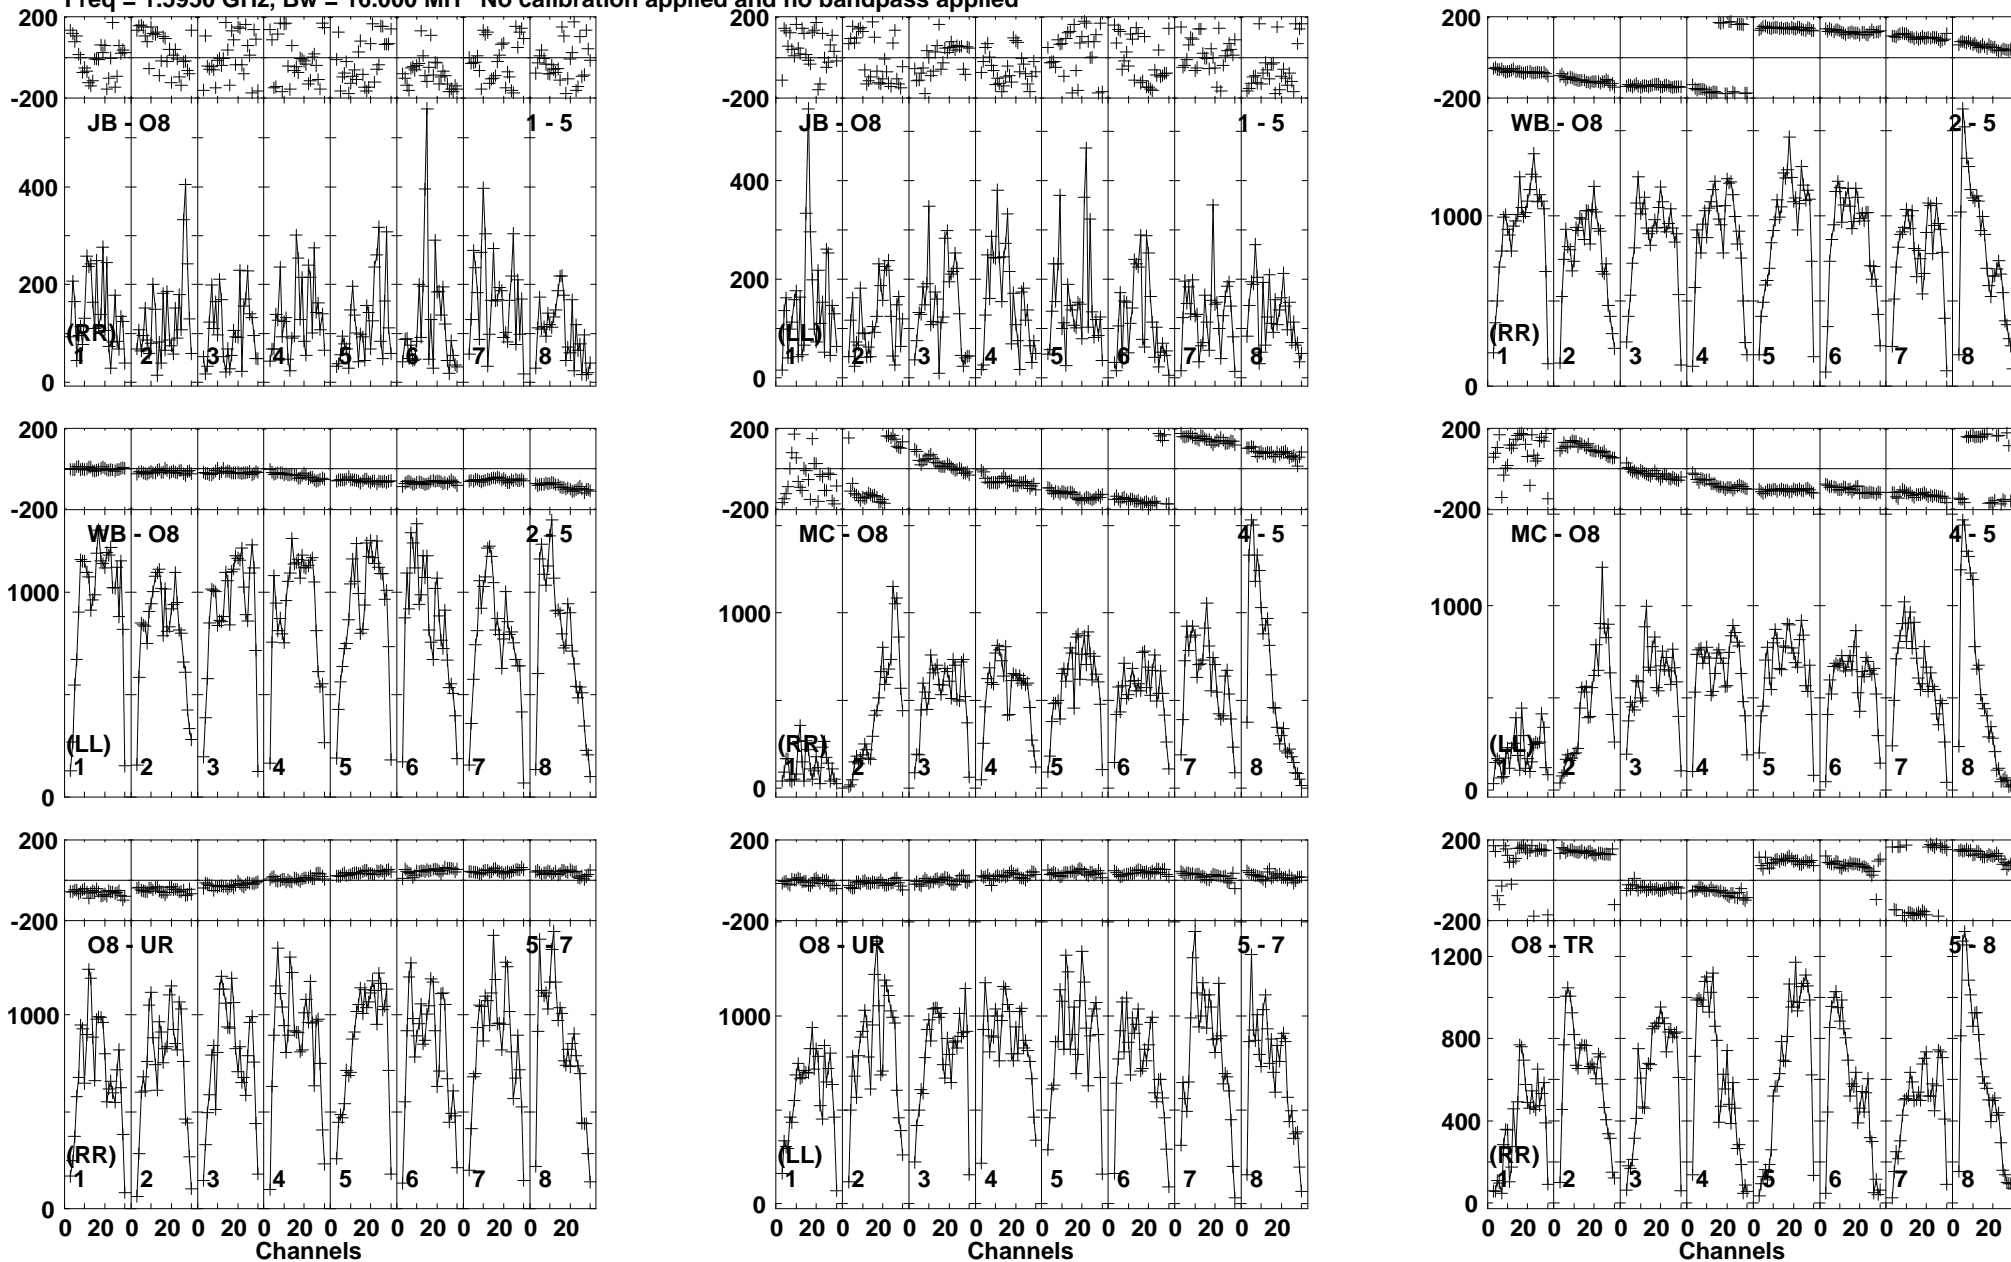 Freq = 1.5950 GHz, Bw = 16.000 MH No calibration applied and no bandpass applied
200 200 200
-200 -200 -200
JB - O8 1 - 5 JB - O8 1 - 5 WB - O8 2 - 5
400 400 1000
200 200
(RR) (LL) (RR)
1 2 3 4 5 6 7 8 1 2 3 4 5 6 7 8 1 2 3 4 5 6 7 8
0 0 0
200 200 200
-200 -200 -200
WB - O8 2 - 5 MC - O8 4 - 5 MC - O8 4 - 5
1000 1000 1000
(LL) (RR) (LL)
1 2 3 4 5 6 7 8 1 2 3 4 5 6 7 8 1 2 3 4 5 6 7 8
0 0 0
200 200 200
-200 -200 -200
O8 - UR 5 - 7 O8 - UR 5 - 7 O8 - TR 5 - 8
1200
1000 1000 800
400
(RR) (LL) (RR)
1 2 3 4 5 6 7 8 1 2 3 4 5 6 7 8 1 2 3 4 5 6 7 8
0 0 0
0 20 0 20 0 20 0 20 0 20 0 20 0 20 0 20 0 20 0 20 0 20 0 20 0 20 0 20 0 20 0 20 0 20 0 20 0 20 0 20 0 20 0 20 0 20 0 20
Channels Channels Channels